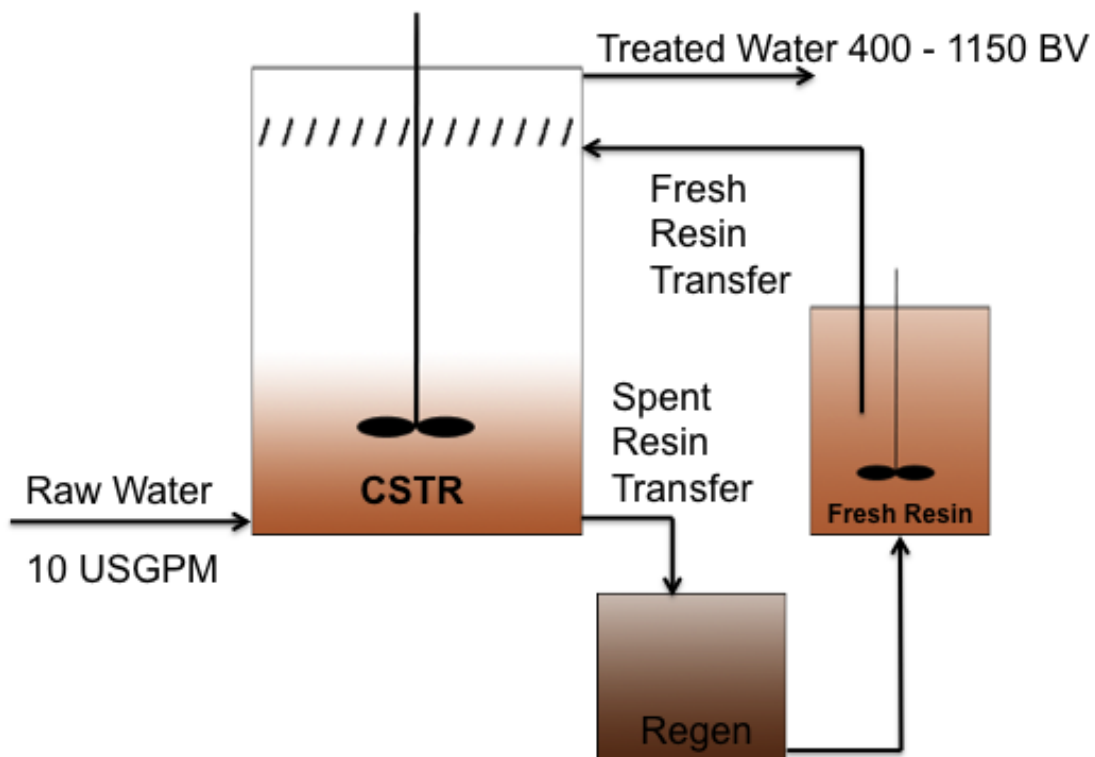 Treated Water 400 - 1150 BV
Fresh
Resin
Transfer
Spent
Resin
Transfer
CSTR
Raw Water
10 USGPM
Fresh Resin
Regen